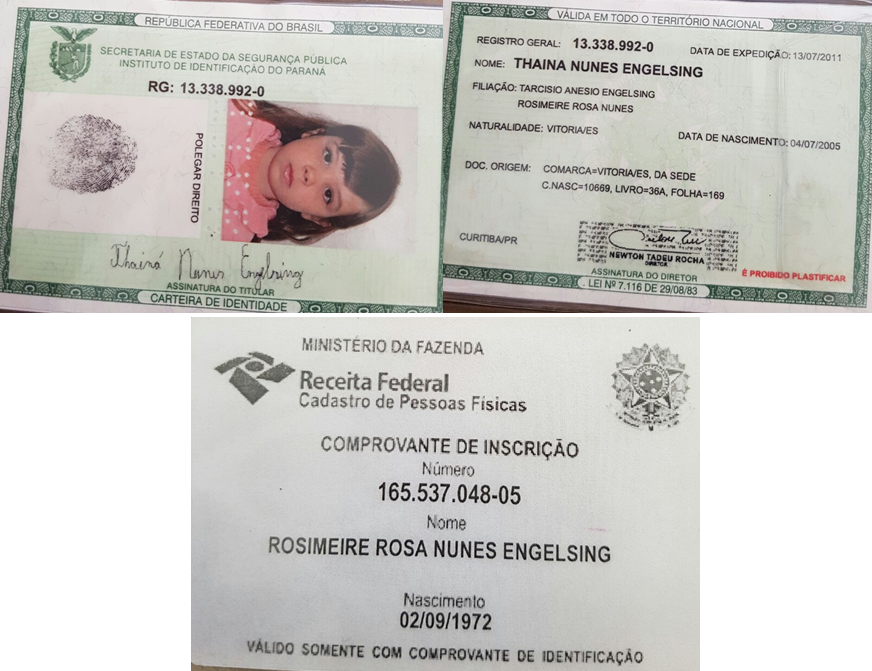 REPÚBLICA FEDERATIVA DO BRASIL
SECRETARIA DE ESTADO DA SEGURANÇA PÚBLICA
INSTITUTO DE IDENTIFICAÇÃO DO PARANÁ
RG: 13.338.992-0
POLEGAR DIREITO
Thainá Nunes Engelsing
ASSINATURA DO TITULAR
CARTEIRA DE IDENTIDADE
VÁLIDA EM TODO O TERRITÓRIO NACIONAL
REGISTRO GERAL: 13.338.992-0 DATA DE EXPEDIÇÃO: 13/07/2011
NOME: THAINA NUNES ENGELSING
FILIAÇÃO: TARCISIO ANESIO ENGELSING
ROSIMEIRE ROSA NUNES
NATURALIDADE: VITORIA/ES DATA DE NASCIMENTO: 04/07/2005
DOC. ORIGEM: COMARCA=VITORIA/ES, DA SEDE
C.NASC=10669, LIVRO=36A, FOLHA=169
CURITIBA/PR
NEWTON TADEU ROCHA
DIRETOR
ASSINATURA DO DIRETOR
É PROIBIDO PLASTIFICAR
LEI Nº 7.116 DE 29/08/83
MINISTÉRIO DA FAZENDA
Receita Federal
Cadastro de Pessoas Físicas
COMPROVANTE DE INSCRIÇÃO
Número
165.537.048-05
Nome
ROSIMEIRE ROSA NUNES ENGELSING
Nascimento
02/09/1972
VÁLIDO SOMENTE COM COMPROVANTE DE IDENTIFICAÇÃO